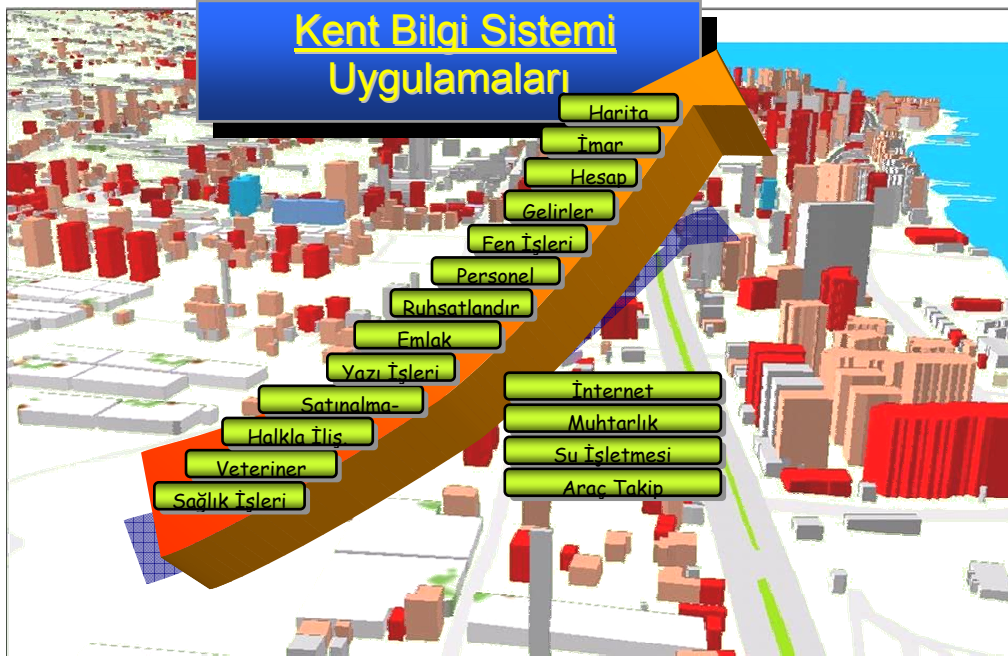 Kent Bilgi Sistemi
Uygulamaları
Harita
İmar
Hesap
Gelirler
Fen İşleri
Personel
Ruhsatlandır
Emlak
Yazı İşleri
Satınalma-
Halkla İliş.
Veteriner
Sağlık İşleri
İnternet
Muhtarlık
Su İşletmesi
Araç Takip